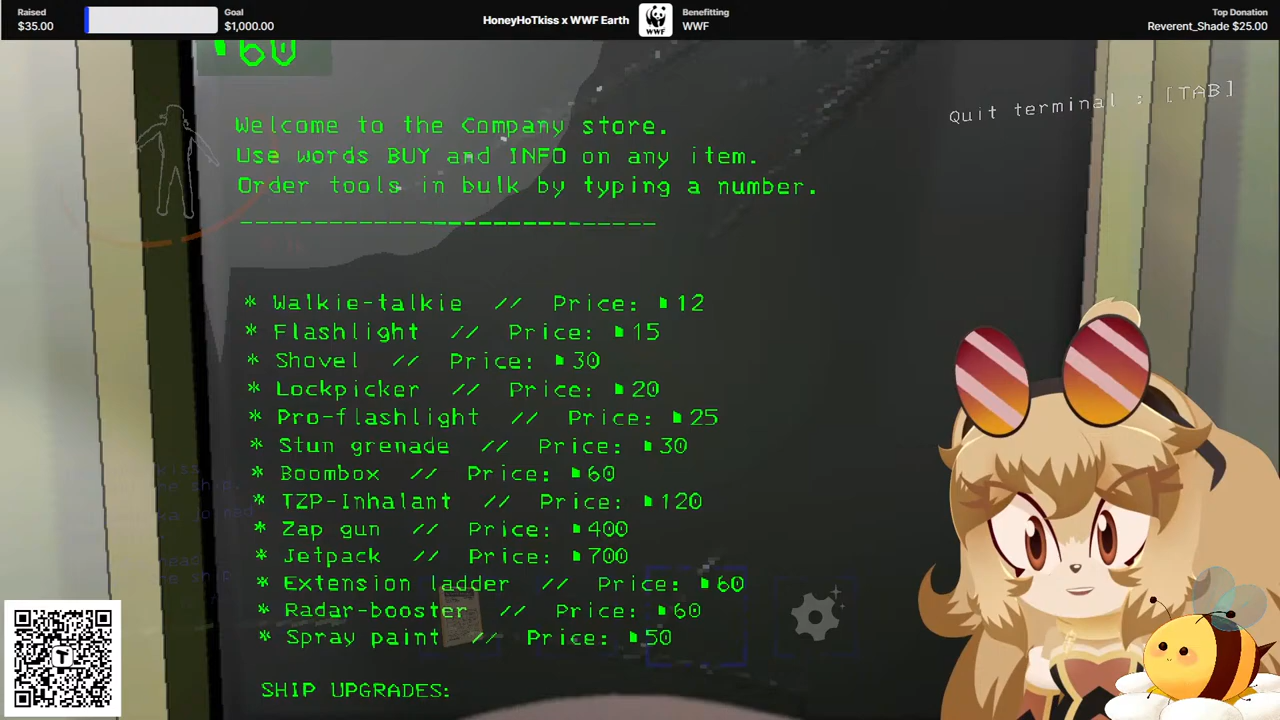 Raised
$35.00
Goal
$1,000.00
HoneyHoTkiss x WWF Earth
WWF
Benefitting
WWF
Top Donation
Reverent_Shade $25.00
60
Quit terminal : [TAB]
Welcome to the Company store.
Use words BUY and INFO on any item.
Order tools in bulk by typing a number.
____________________________
* Walkie-talkie // Price: ▮12
* Flashlight // Price: ▮15
* Shovel // Price: ▮30
* Lockpicker // Price: ▮20
* Pro-flashlight // Price: ▮25
* Stun grenade // Price: ▮30
* Boombox // Price: ▮60
* TZP-Inhalant // Price: ▮120
* Zap gun // Price: ▮400
* Jetpack // Price: ▮700
* Extension ladder // Price: ▮60
* Radar-booster // Price: ▮60
* Spray paint // Price: ▮50
SHIP UPGRADES: